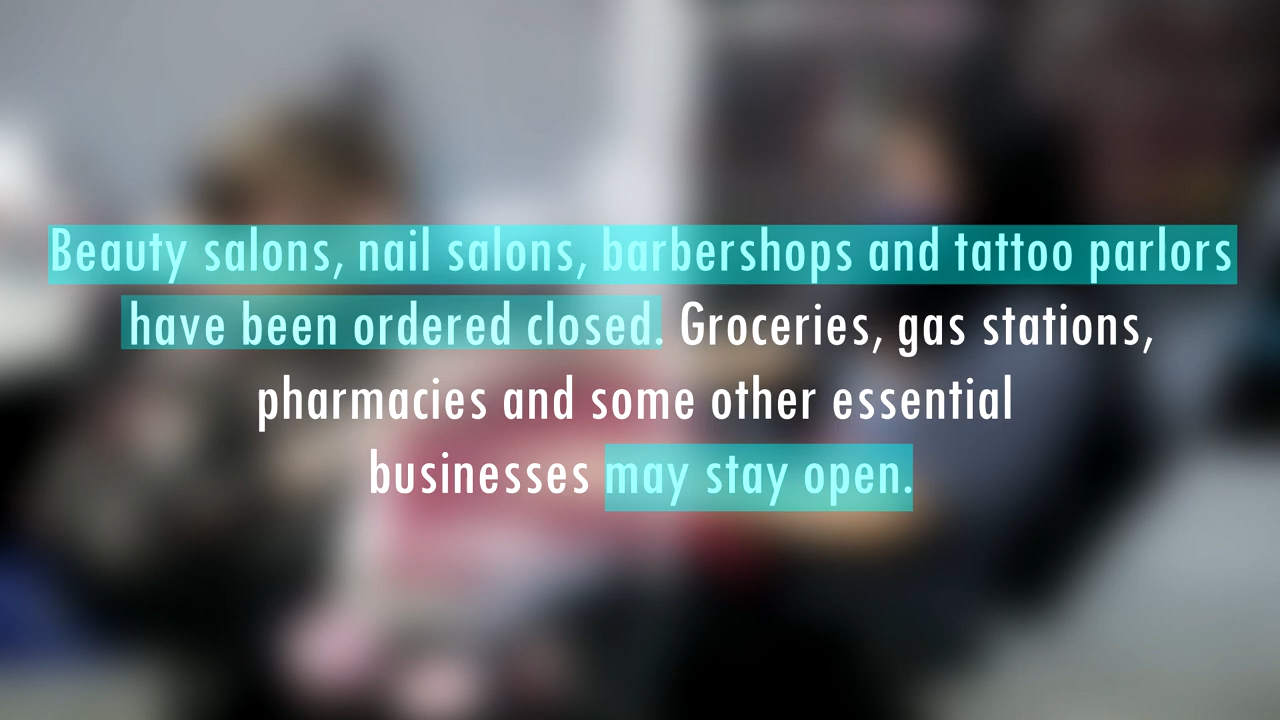 Beauty salons, nail salons, barbershops and tattoo parlors
have been ordered closed. Groceries, gas stations,
pharmacies and some other essential
businesses may stay open.